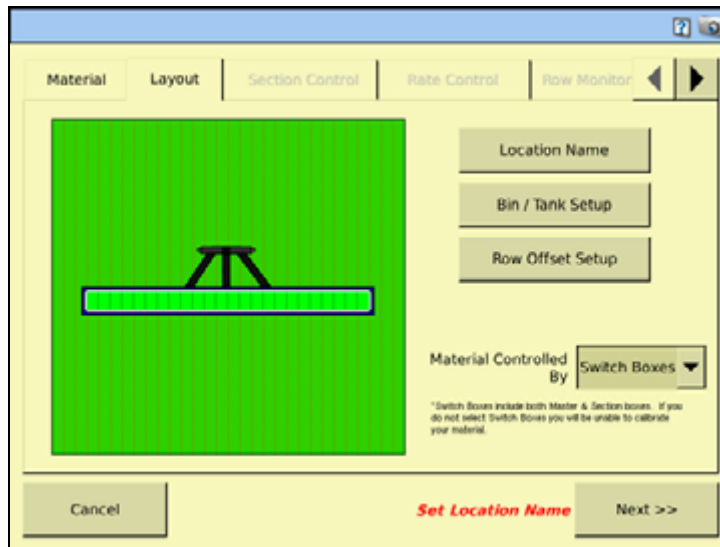 Material Layout Section Control Rate Control Row Monitor
Location Name
Bin / Tank Setup
Row Offset Setup
Material Controlled
By
Switch Boxes
*Switch Boxes include both Master & Section boxes. If you
do not select Switch Boxes you will be unable to calibrate
your material.
Cancel
Set Location Name
Next >>